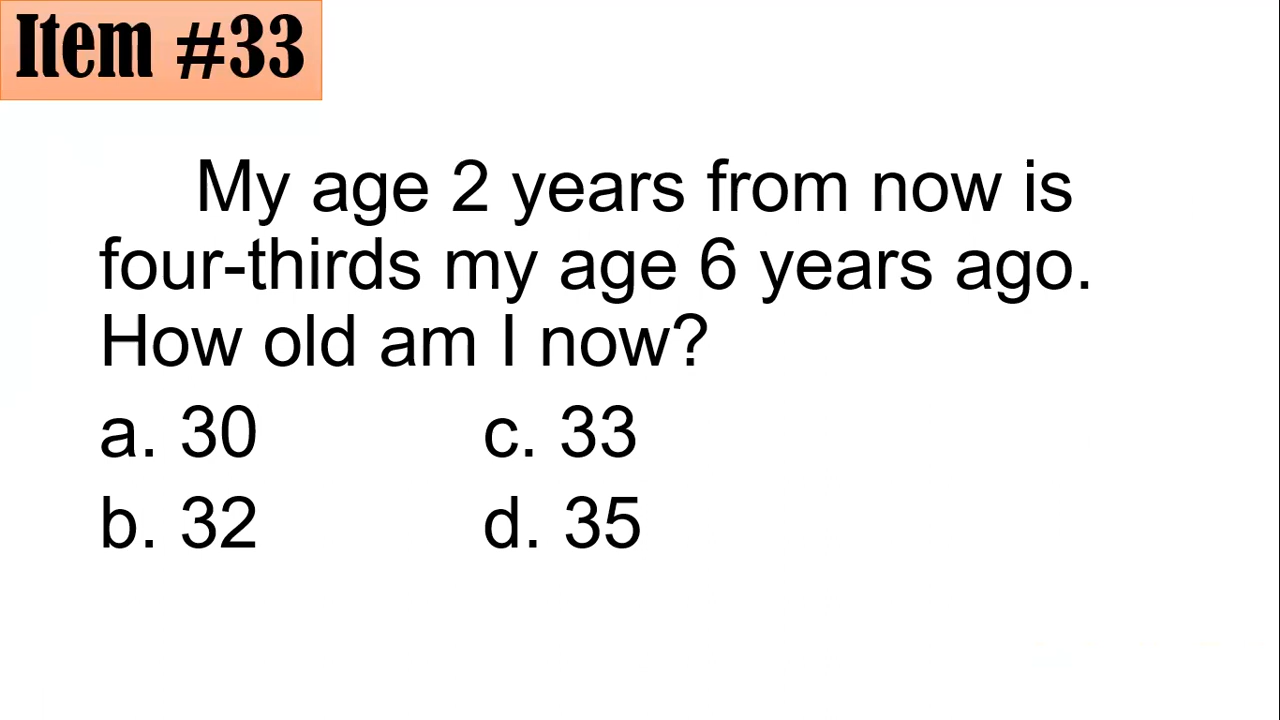 Item #33
My age 2 years from now is
four-thirds my age 6 years ago.
How old am I now?
a. 30 c. 33
b. 32 d. 35